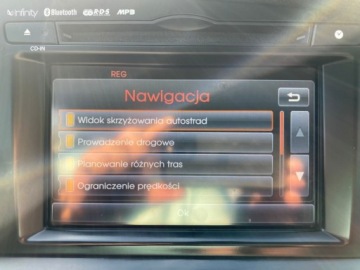 infinity Bluetooth RDS MP3
CD-IN
REG
Nawigacja
Widok skrzyżowania autostrad
Prowadzenie drogowe
Planowanie różnych tras
Ograniczenie prędkości
Ok